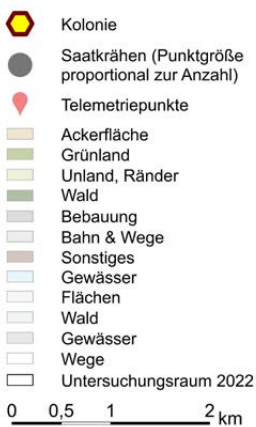 Kolonie
Saatkrähen (Punktgröße
proportional zur Anzahl)
Telemetriepunkte
Ackerfläche
Grünland
Unland, Ränder
Wald
Bebauung
Bahn & Wege
Sonstiges
Gewässer
Flächen
Wald
Gewässer
Wege
Untersuchungsraum 2022
0 0,5 1 2 km